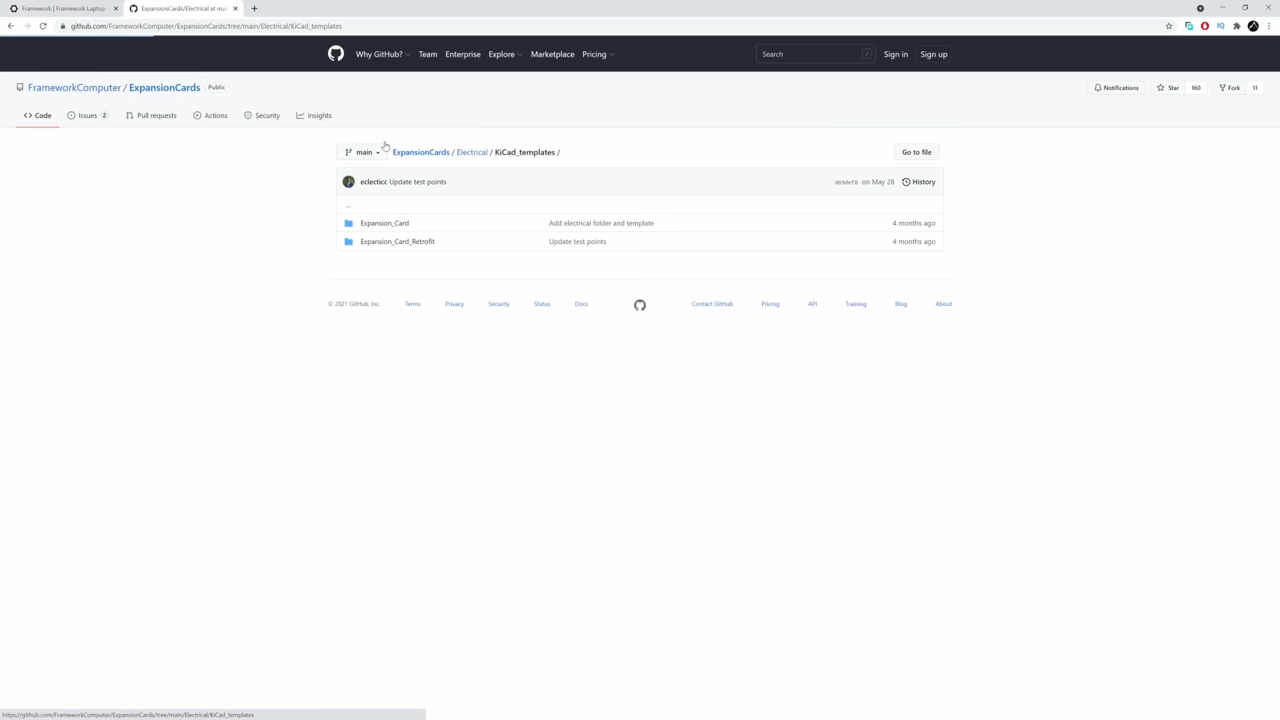 Framework | Framework Laptop
ExpansionCards/Electrical at ma
github.com/FrameworkComputer/ExpansionCards/tree/main/Electrical/KiCad_templates
Why GitHub?
Team
Enterprise
Explore
Marketplace
Pricing
Search
/
Sign in
Sign up
FrameworkComputer / ExpansionCards
Public
Notifications
Star
160
Fork
11
Code
Issues 2
Pull requests
Actions
Security
Insights
main
ExpansionCards / Electrical / KiCad_templates /
Go to file
eclecticc Update test points
on May 28
History
..
Expansion_Card
Add electrical folder and template
4 months ago
Expansion_Card_Retrofit
Update test points
4 months ago
© 2021 GitHub, Inc.
Terms
Privacy
Security
Status
Docs
Contact GitHub
Pricing
API
Training
Blog
About
https://github.com/FrameworkComputer/ExpansionCards/tree/main/Electrical/KiCad_templates